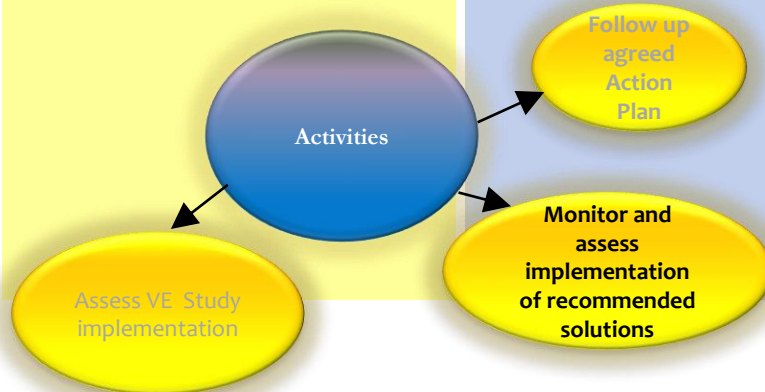 Follow up
agreed
Action
Plan
Activities
Monitor and
assess
implementation
of recommended
solutions
Assess VE Study
implementation